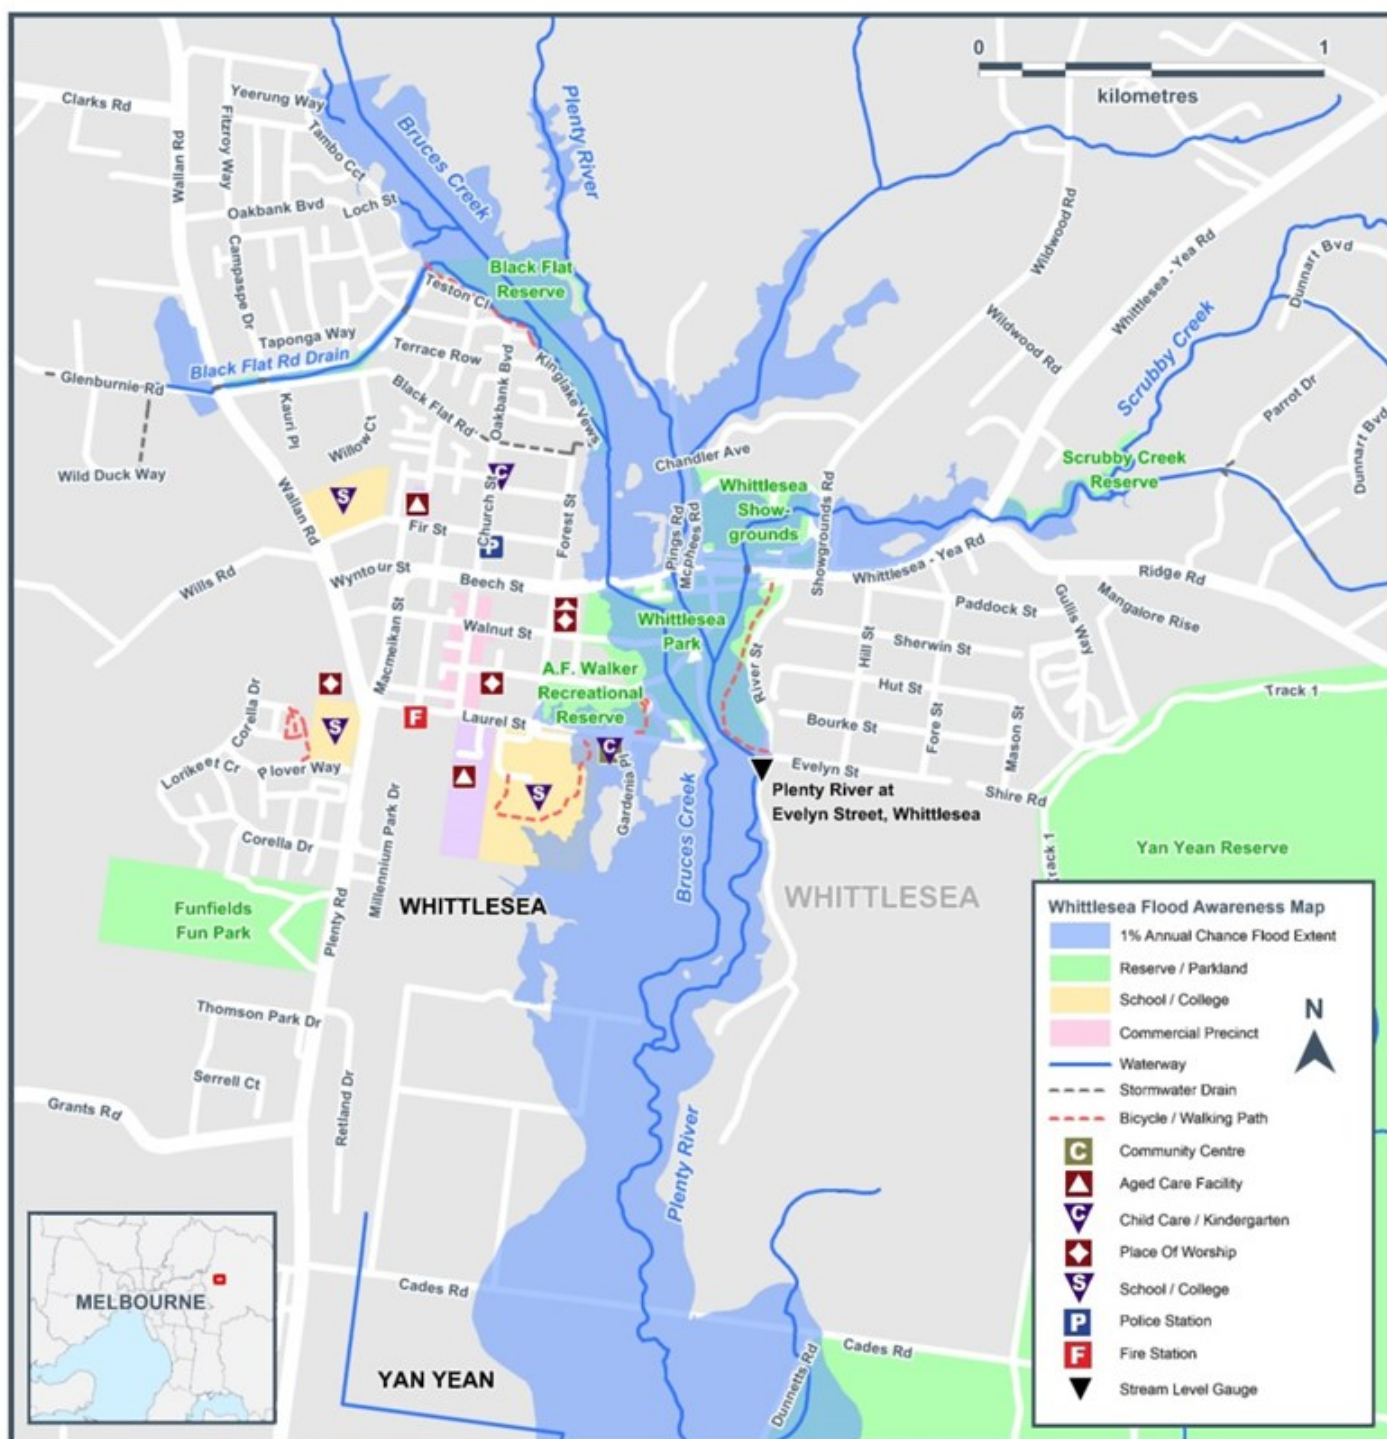 0 1
kilometres
Clarks Rd
Yeerung Way
Fitzroy Way
Tambo Cct
Wallan Rd
Bruces Creek
Plenty River
Oakbank Bvd
Loch St
Campaspe Dr
Wildwood Rd
Whittlesea - Yea Rd
Dunnart Bvd
Black Flat
Reserve
Teston Cl
Taponga Way
Black Flat Rd Drain
Terrace Row
Kinglake Vews
Oakbank Bvd
Wildwood Rd
Scrubby Creek
Glenburnie Rd
Black Flat Rd
Kauri Pl
Willow Ct
Parrot Dr
Dunnart Bvd
Wild Duck Way
Chandler Ave
Scrubby Creek
Reserve
Whittlesea
Show-
grounds
Showgrounds Rd
S
C
Wallan Rd
Church St
Forest St
Pings Rd
Mcphees Rd
Fir St
P
Wills Rd
Wyntour St
Beech St
Whittlesea - Yea Rd
Ridge Rd
Paddock St
Gullis Way
Mangalore Rise
Macmeikan St
Walnut St
Whittlesea
Park
Hill St
Sherwin St
River St
A.F. Walker
Recreational
Reserve
Hut St
Track 1
Corella Dr
S
F
Laurel St
Bourke St
Fore St
Mason St
Lorikeet Cr
Plover Way
C
Gardenia Pl
Evelyn St
Shire Rd
S
Plenty River at
Evelyn Street, Whittlesea
Millennium Park Dr
Bruces Creek
Corella Dr
Track 1
Yan Yean Reserve
WHITTLESEA
WHITTLESEA
Funfields
Fun Park
Plenty Rd
Thomson Park Dr
Serrell Ct
Retland Dr
Grants Rd
Plenty River
Cades Rd
Cades Rd
Dunnetts Rd
YAN YEAN
MELBOURNE
Whittlesea Flood Awareness Map
1% Annual Chance Flood Extent
Reserve / Parkland
School / College
Commercial Precinct
N
Waterway
Stormwater Drain
Bicycle / Walking Path
C Community Centre
Aged Care Facility
C Child Care / Kindergarten
Place Of Worship
S School / College
P Police Station
F Fire Station
Stream Level Gauge